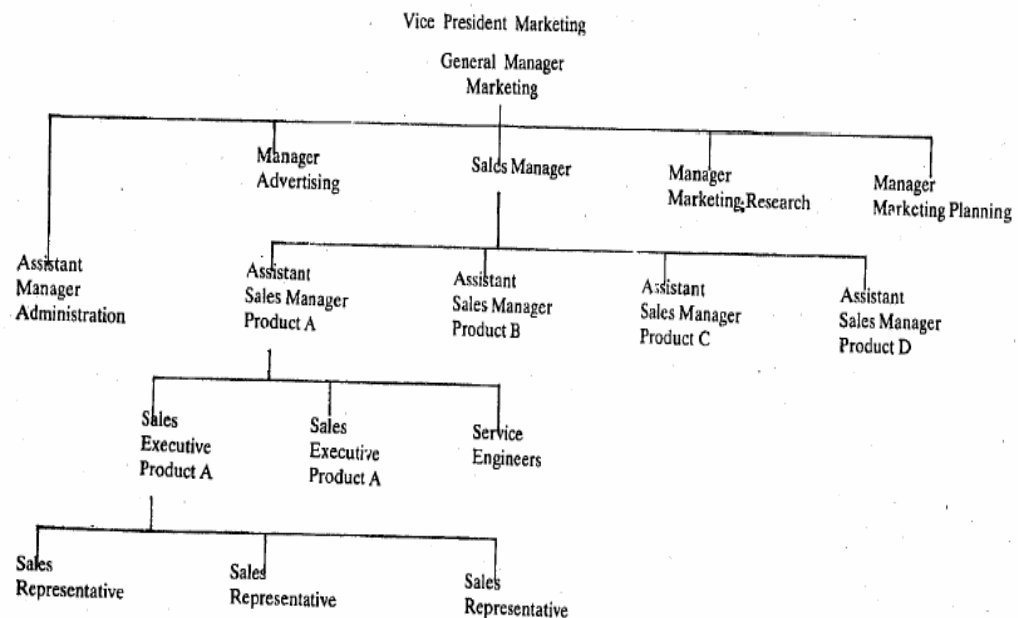 Vice President Marketing
General Manager
Marketing
Manager
Advertising
Sales Manager
Manager
Marketing Research
Manager
Marketing Planning
Assistant
Manager
Administration
Assistant
Sales Manager
Product A
Assistant
Sales Manager
Product B
Assistant
Sales Manager
Product C
Assistant
Sales Manager
Product D
Sales
Executive
Product A
Sales
Executive
Product A
Service
Engineers
Sales
Representative
Sales
Representative
Sales
Representative